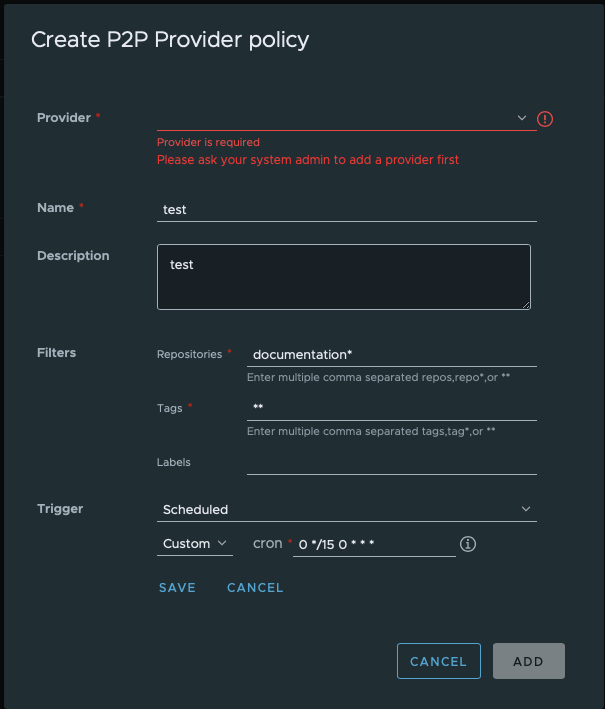 Create P2P Provider policy
Provider *
Provider is required
Please ask your system admin to add a provider first
Name * test
Description test
Filters Repositories * documentation*
Enter multiple comma separated repos,repo*,or **
Tags * **
Enter multiple comma separated tags,tag*,or **
Labels
Trigger Scheduled
Custom cron * 0 */15 0 * * *
SAVE CANCEL
CANCEL ADD